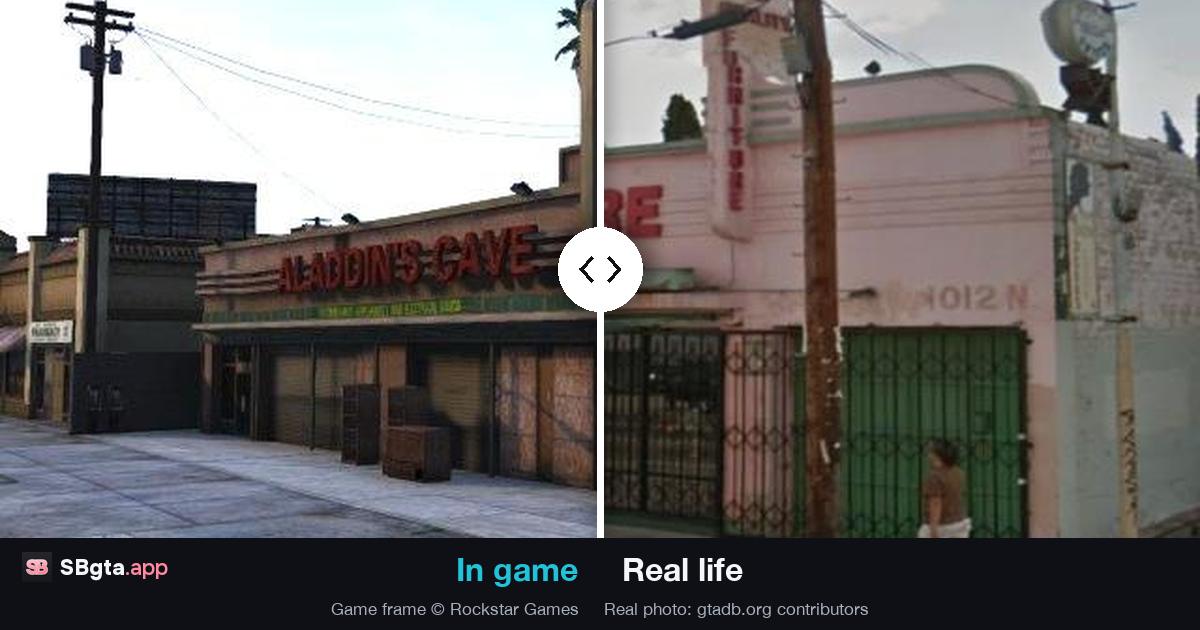 ALADDIN'S CAVE
PHARMACY
FURNITURE
RE
1012 N
SBgta.app
In game
Real life
Game frame © Rockstar Games
Real photo: gtadb.org contributors